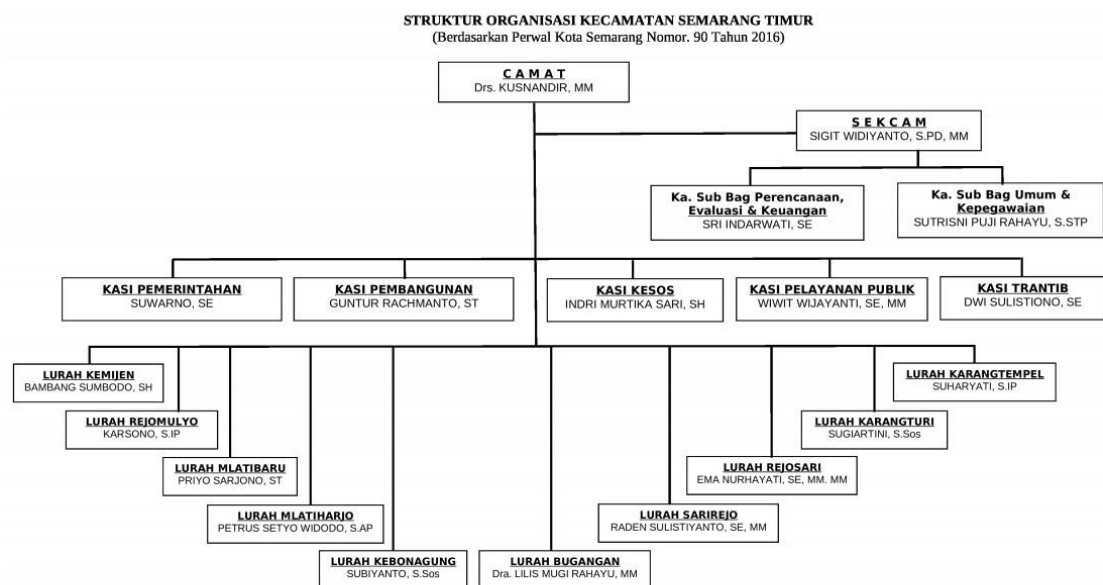 STRUKTUR ORGANISASI KECAMATAN SEMARANG TIMUR
(Berdasarkan Perwal Kota Semarang Nomor. 90 Tahun 2016)
C A M A T
Drs. KUSNANDIR, MM
S E K C A M
SIGIT WIDIYANTO, S.PD, MM
Ka. Sub Bag Perencanaan,
Evaluasi & Keuangan
SRI INDARWATI, SE
Ka. Sub Bag Umum &
Kepegawaian
SUTRISNI PUJI RAHAYU, S.STP
KASI PEMERINTAHAN
SUWARNO, SE
KASI PEMBANGUNAN
GUNTUR RACHMANTO, ST
KASI KESOS
INDRI MURTIKA SARI, SH
KASI PELAYANAN PUBLIK
WIWIT WIJAYANTI, SE, MM
KASI TRANTIB
DWI SULISTIONO, SE
LURAH KEMIJEN
BAMBANG SUMBODO, SH
LURAH REJOMULYO
KARSONO, S.IP
LURAH MLATIBARU
PRIYO SARJONO, ST
LURAH MLATIHARJO
PETRUS SETYO WIDODO, S.AP
LURAH KEBONAGUNG
SUBIYANTO, S.Sos
LURAH BUGANGAN
Dra. LILIS MUGI RAHAYU, MM
LURAH SARIREJO
RADEN SULISTIYANTO, SE, MM
LURAH REJOSARI
EMA NURHAYATI, SE, MM. MM
LURAH KARANGTURI
SUGIARTINI, S.Sos
LURAH KARANGTEMPEL
SUHARYATI, S.IP